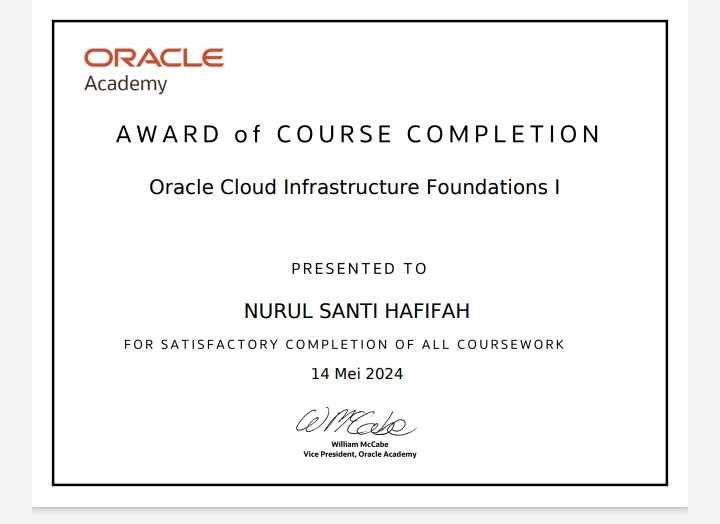 ORACLE
Academy
AWARD of COURSE COMPLETION
Oracle Cloud Infrastructure Foundations I
PRESENTED TO
NURUL SANTI HAFIFAH
FOR SATISFACTORY COMPLETION OF ALL COURSEWORK
14 Mei 2024
W McCabe
William McCabe
Vice President, Oracle Academy